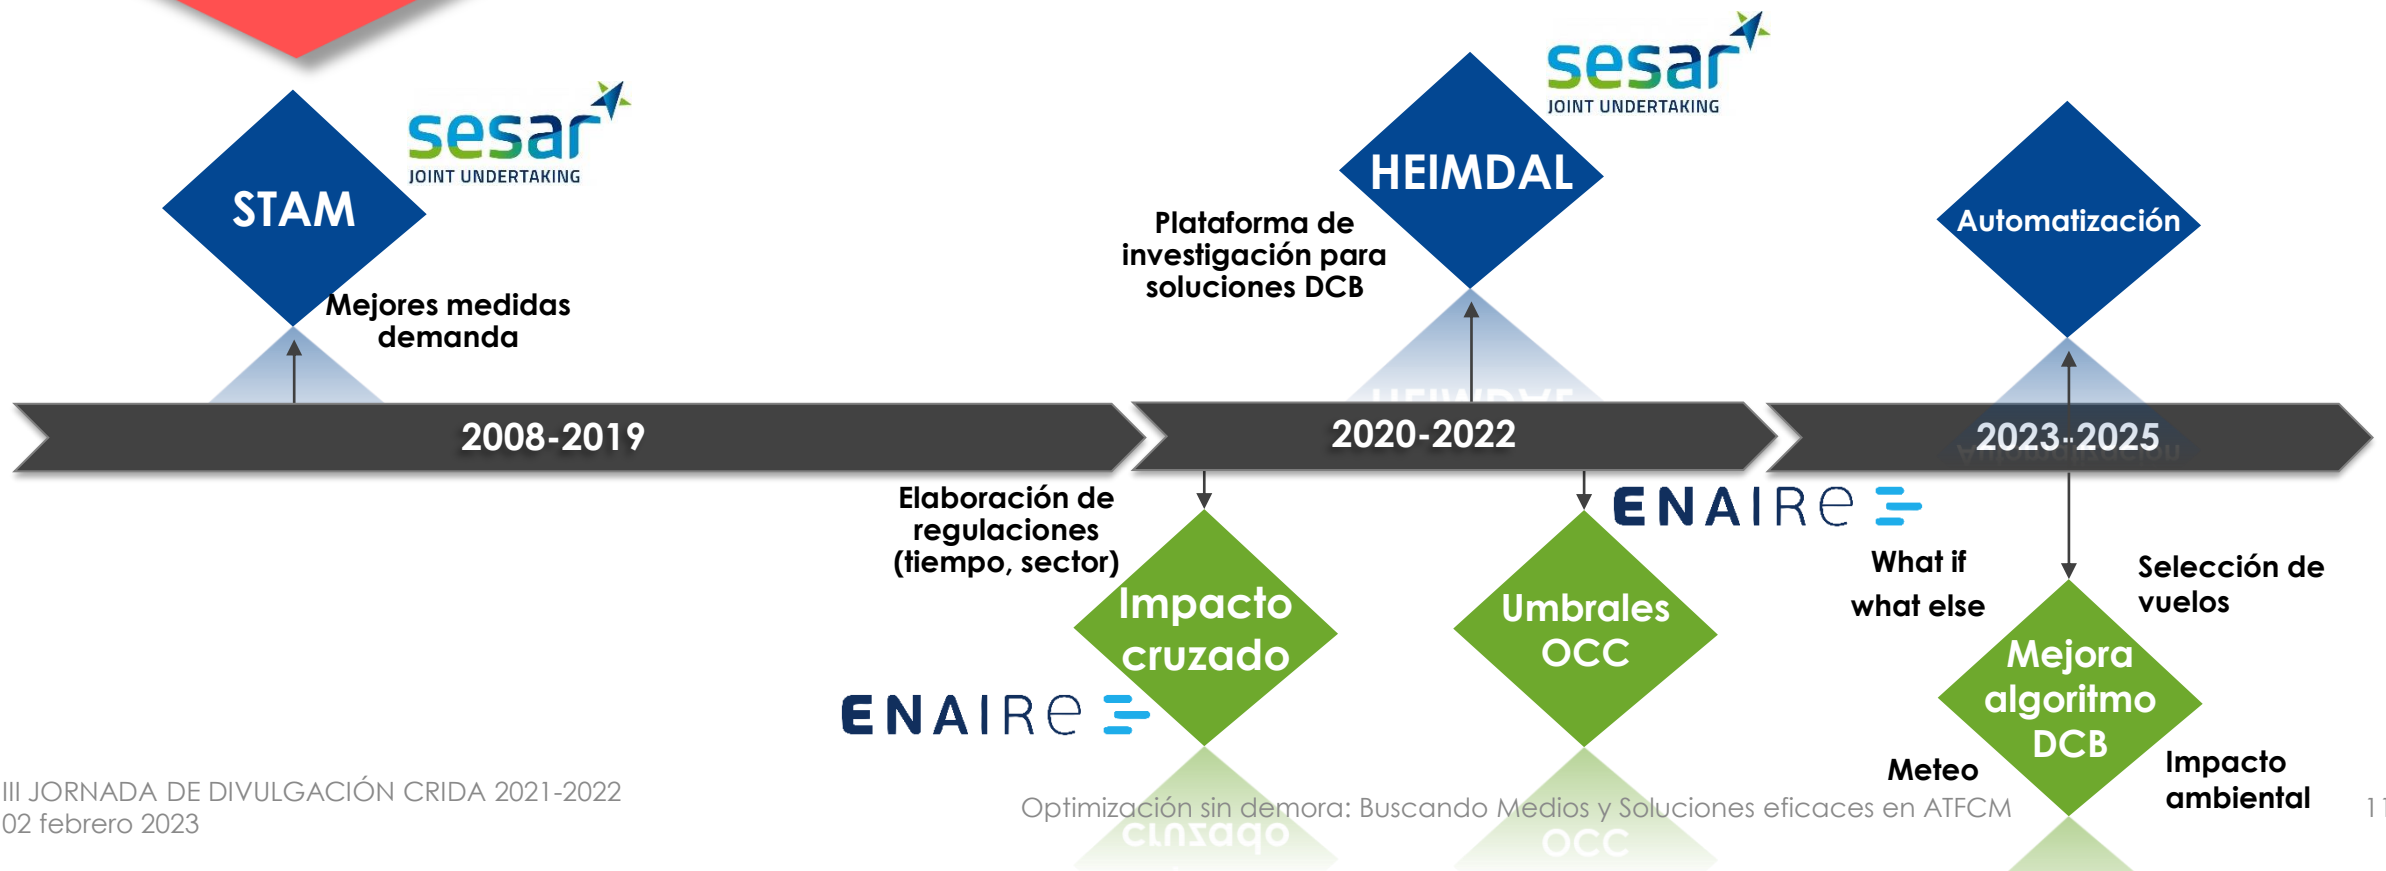 sesar
JOINT UNDERTAKING
STAM
Mejores medidas
demanda
sesar
JOINT UNDERTAKING
HEIMDAL
Plataforma de
investigación para
soluciones DCB
Automatización
2008-2019
2020-2022
2023-2025
Elaboración de
regulaciones
(tiempo, sector)
Impacto
cruzado
ENAIRe
Umbrales
OCC
ENAIRe
What if
what else
Selección de
vuelos
Mejora
algoritmo
DCB
Meteo
Impacto
ambiental
III JORNADA DE DIVULGACIÓN CRIDA 2021-2022
02 febrero 2023
Optimización sin demora: Buscando Medios y Soluciones eficaces en ATFCM
11